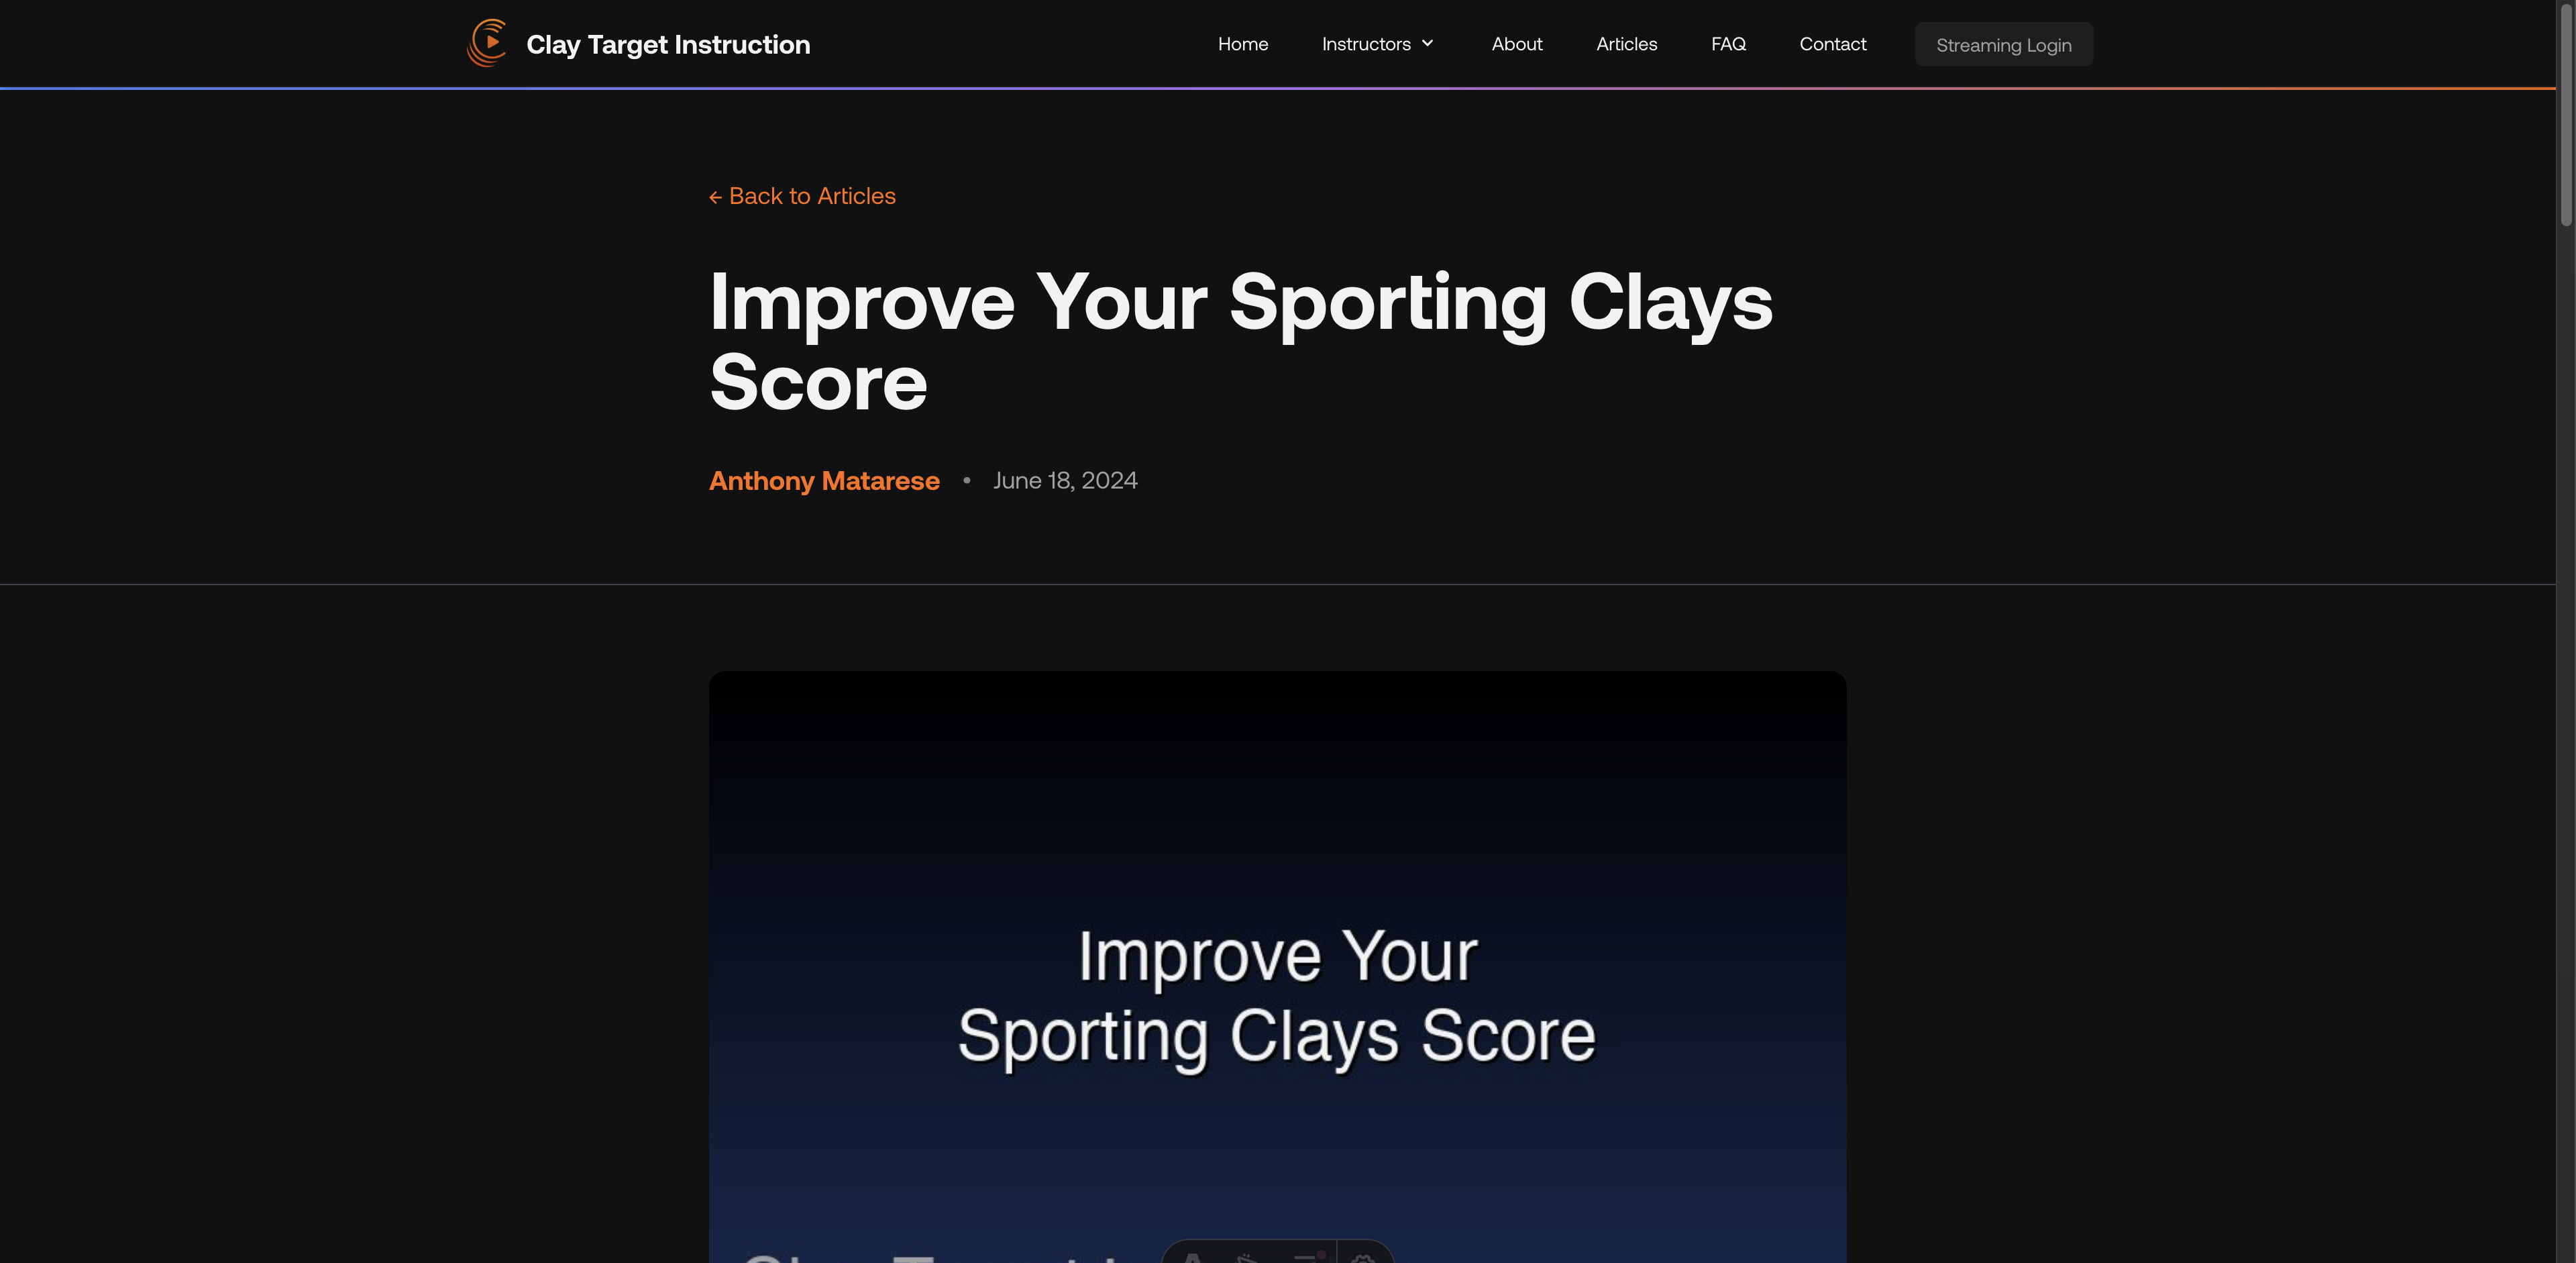 Clay Target Instruction
Home Instructors About Articles FAQ Contact Streaming Login
← Back to Articles
Improve Your Sporting Clays
Score
Anthony Matarese • June 18, 2024
Improve Your
Sporting Clays Score